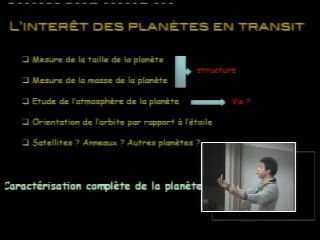 L'INTERÊT DES PLANÈTES EN TRANSIT
❑ Mesure de la taille de la planète
structure
❑ Mesure de la masse de la planète
❑ Etude de l'atmosphère de la planète
Vie ?
❑ Orientation de l'orbite par rapport à l'étoile
❑ Satellites ? Anneaux ? Autres planètes ?
Caractérisation complète de la planète